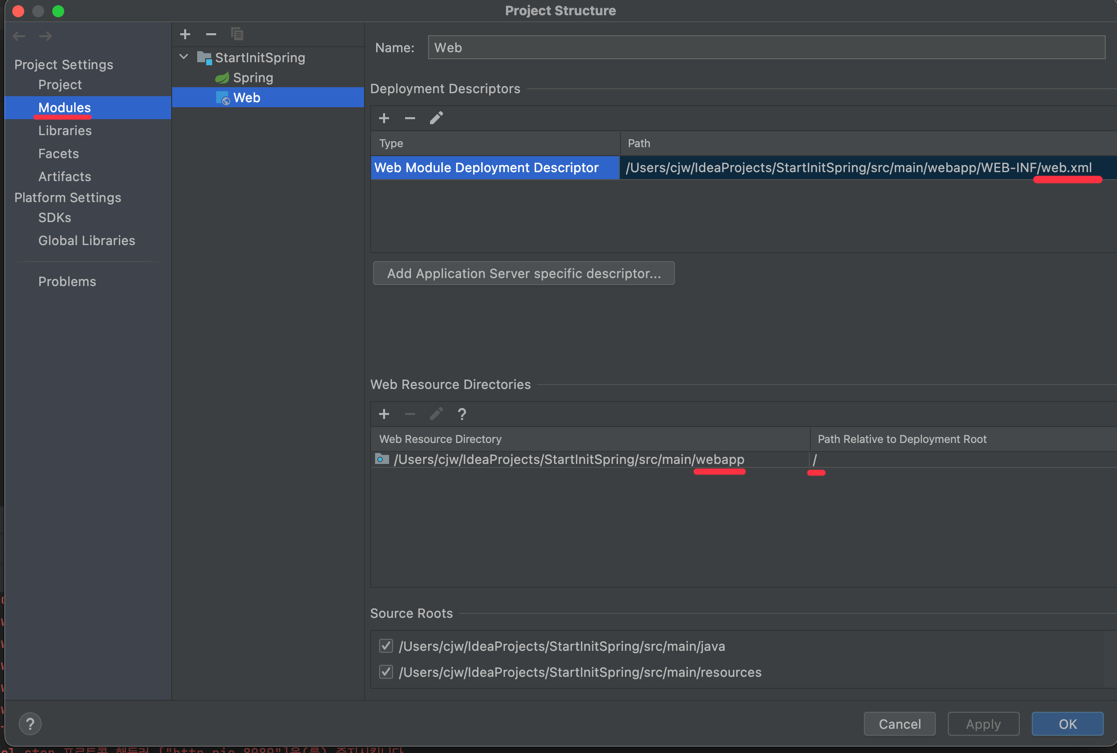 Project Structure
Project Settings
Project
Modules
Libraries
Facets
Artifacts
Platform Settings
SDKs
Global Libraries
Problems
StartInitSpring
Spring
Web
Name: Web
Deployment Descriptors
Type Path
Web Module Deployment Descriptor /Users/cjw/IdeaProjects/StartInitSpring/src/main/webapp/WEB-INF/web.xml
Add Application Server specific descriptor...
Web Resource Directories
?
Web Resource Directory Path Relative to Deployment Root
/Users/cjw/IdeaProjects/StartInitSpring/src/main/webapp /
Source Roots
/Users/cjw/IdeaProjects/StartInitSpring/src/main/java
/Users/cjw/IdeaProjects/StartInitSpring/src/main/resources
? Cancel Apply OK